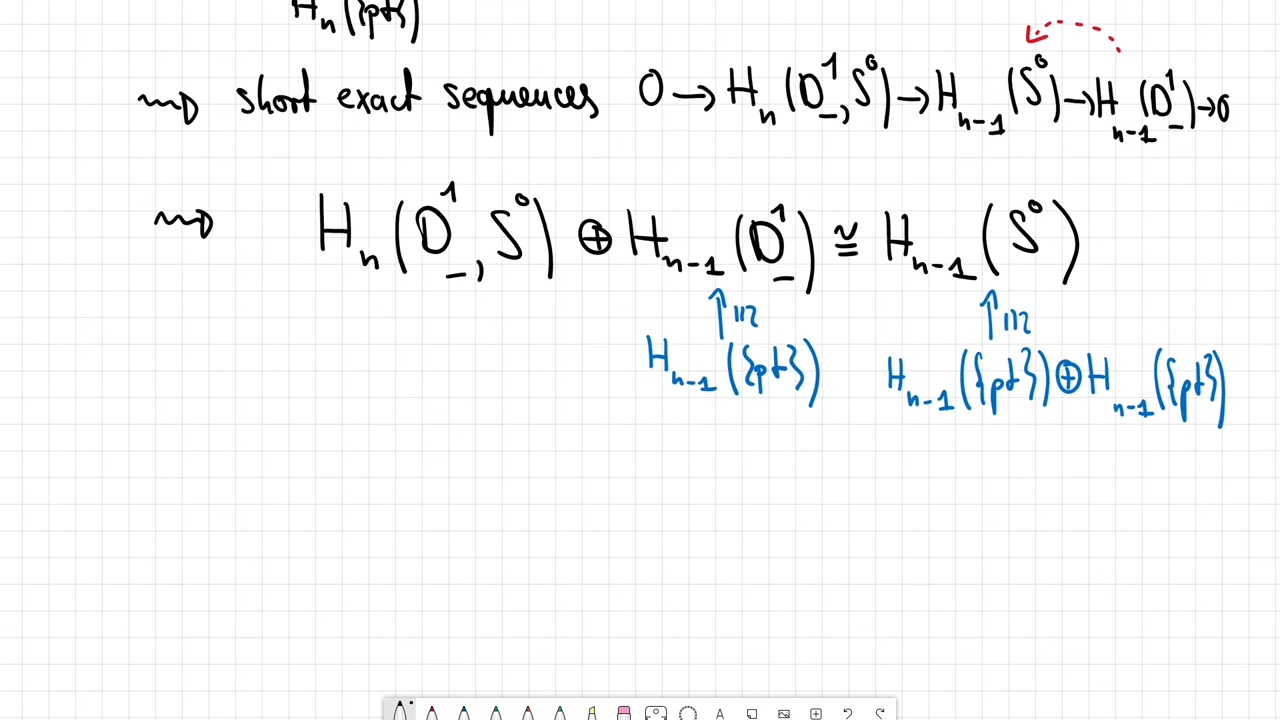 Hₙ({pt})
⇝ short exact sequences 0 → Hₙ(D¹₋, S⁰) → Hₙ₋₁(S⁰) → Hₙ₋₁(D¹₋) → 0
⇝ Hₙ(D¹₋, S⁰) ⊕ Hₙ₋₁(D¹₋) ≅ Hₙ₋₁(S⁰)
↑ ≅ ↑ ≅
Hₙ₋₁({pt}) Hₙ₋₁({pt}) ⊕ Hₙ₋₁({pt})